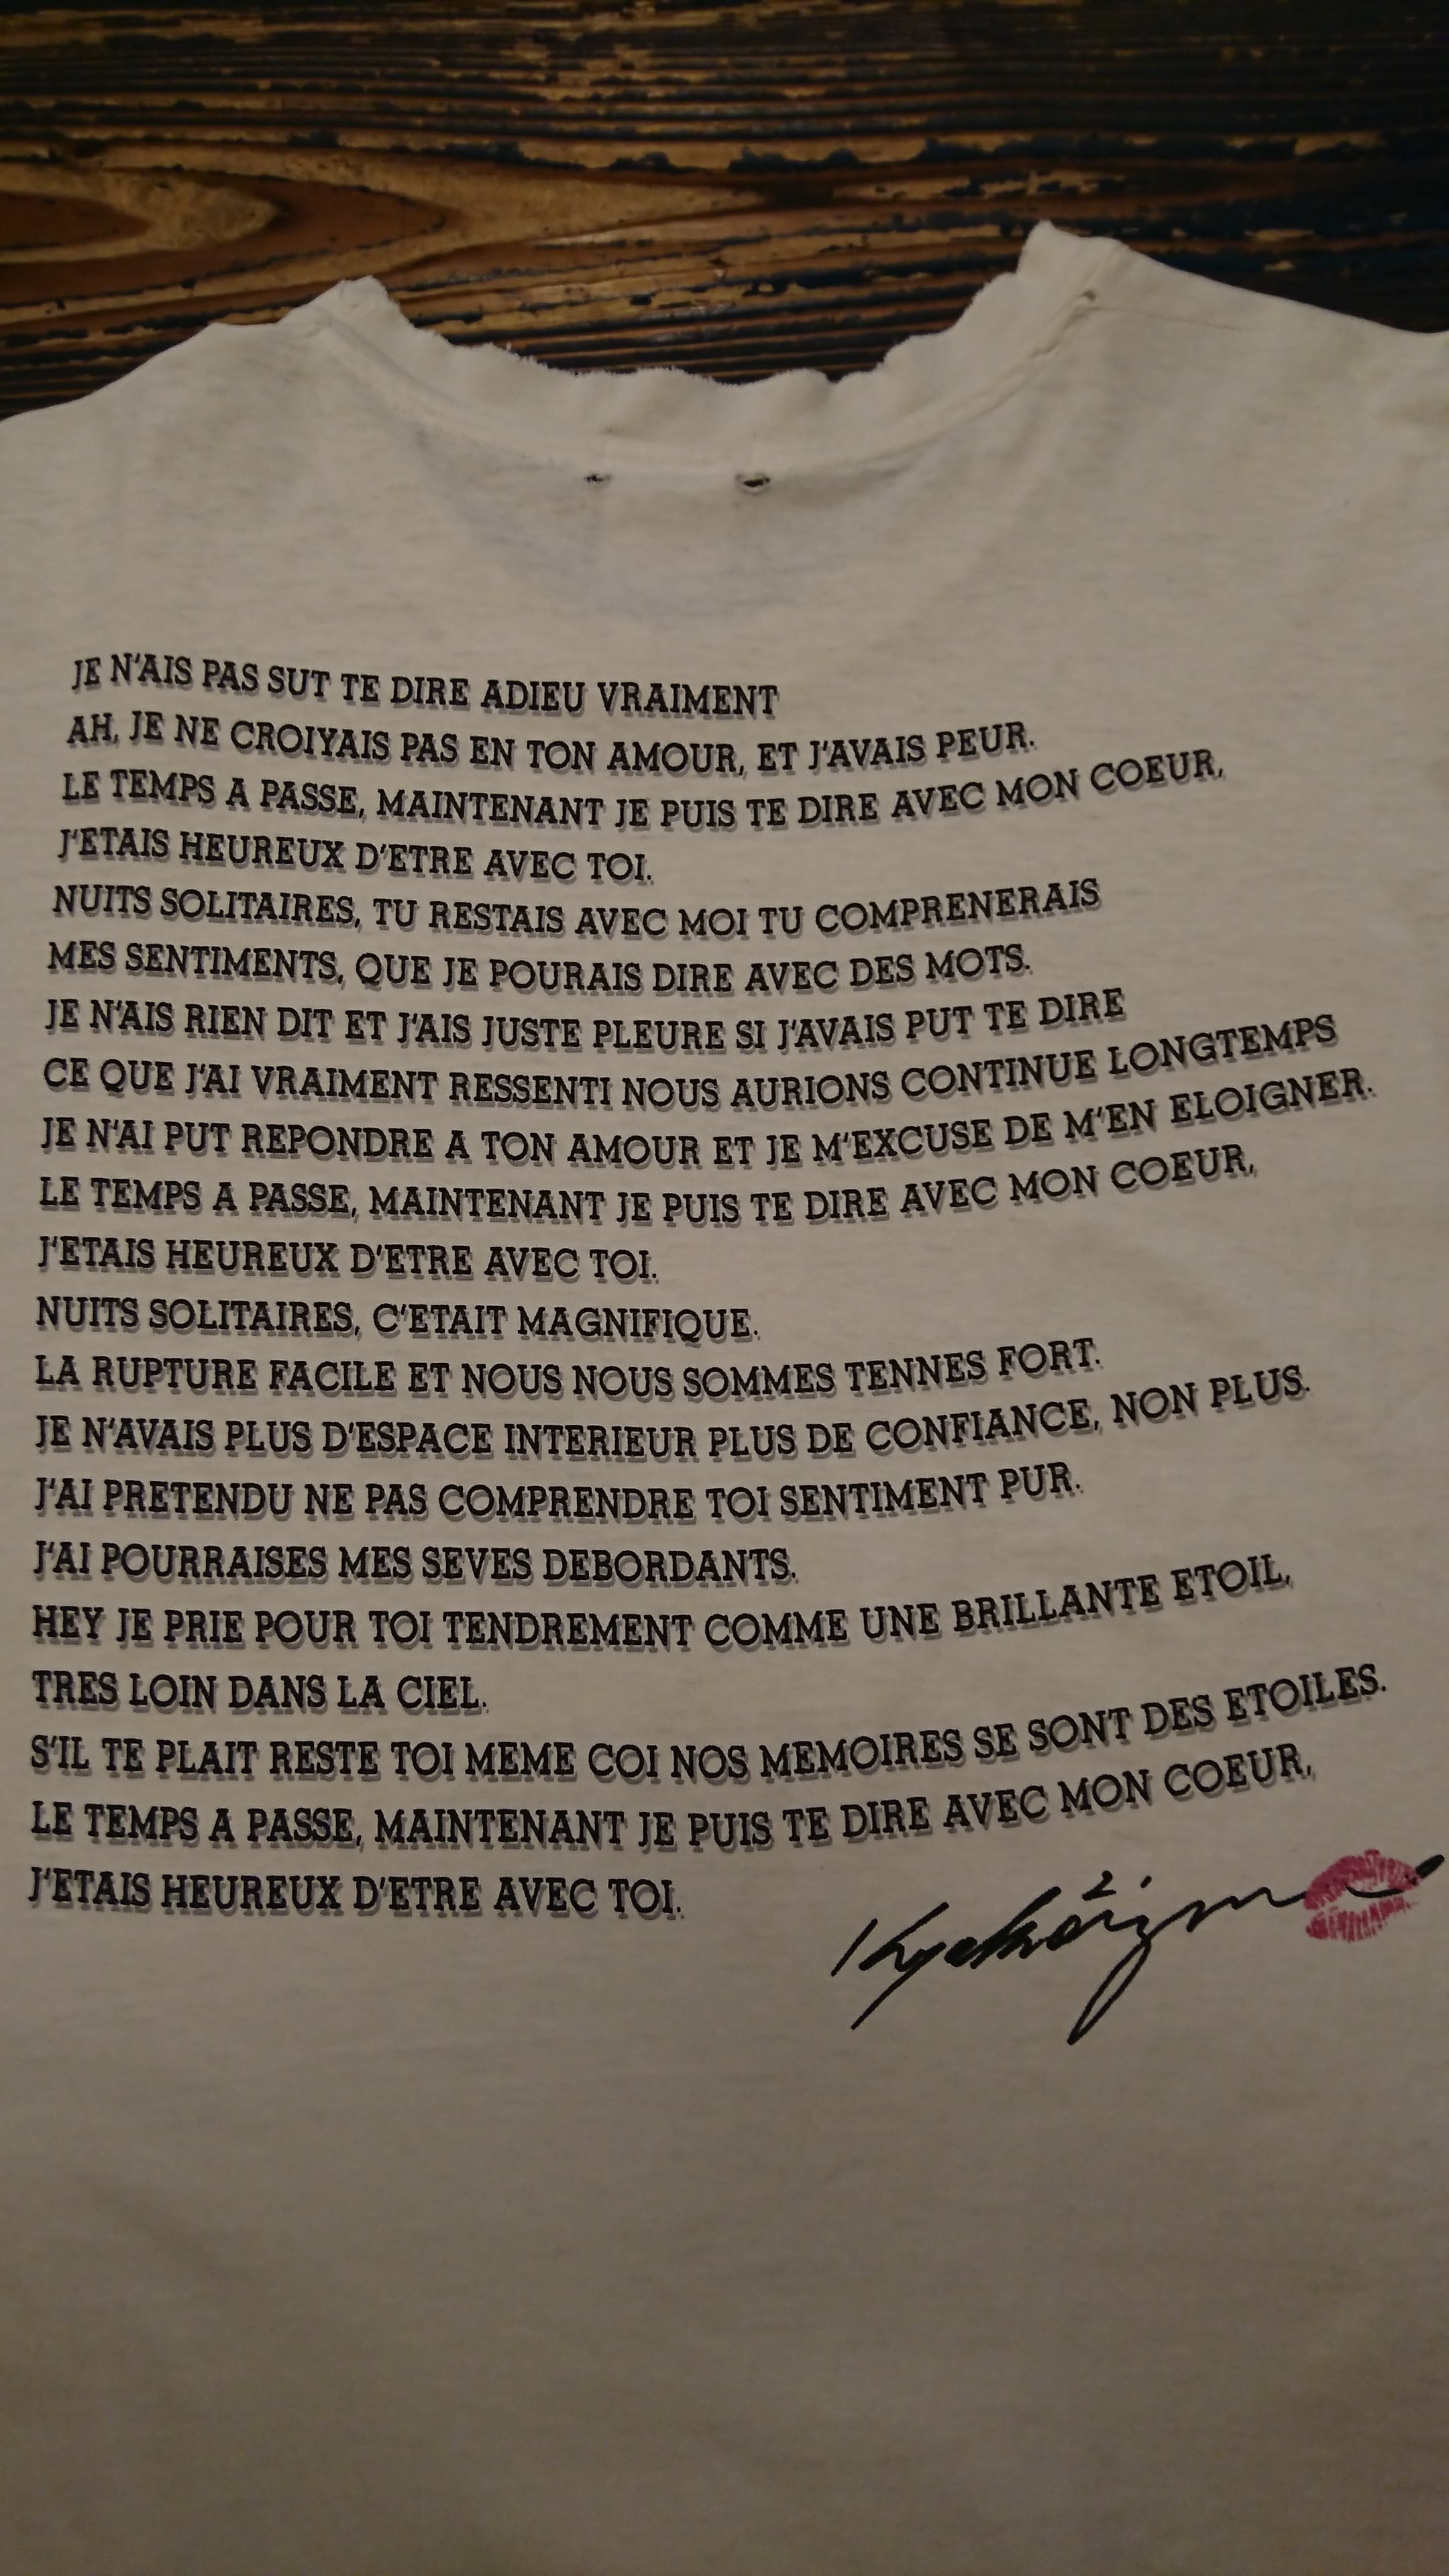 JE N'AIS PAS SUT TE DIRE ADIEU VRAIMENT
AH, JE NE CROIYAIS PAS EN TON AMOUR, ET J'AVAIS PEUR.
LE TEMPS A PASSE, MAINTENANT JE PUIS TE DIRE AVEC MON COEUR,
J'ETAIS HEUREUX D'ETRE AVEC TOI.
NUITS SOLITAIRES, TU RESTAIS AVEC MOI TU COMPRENERAIS
MES SENTIMENTS, QUE JE POURAIS DIRE AVEC DES MOTS.
JE N'AIS RIEN DIT ET J'AIS JUSTE PLEURE SI J'AVAIS PUT TE DIRE
CE QUE J'AI VRAIMENT RESSENTI NOUS AURIONS CONTINUE LONGTEMPS
JE N'AI PUT REPONDRE A TON AMOUR ET JE M'EXCUSE DE M'EN ELOIGNER.
LE TEMPS A PASSE, MAINTENANT JE PUIS TE DIRE AVEC MON COEUR,
J'ETAIS HEUREUX D'ETRE AVEC TOI.
NUITS SOLITAIRES, C'ETAIT MAGNIFIQUE.
LA RUPTURE FACILE ET NOUS NOUS SOMMES TENNES FORT.
JE N'AVAIS PLUS D'ESPACE INTERIEUR PLUS DE CONFIANCE, NON PLUS.
J'AI PRETENDU NE PAS COMPRENDRE TOI SENTIMENT PUR.
J'AI POURRAISES MES SEVES DEBORDANTS.
HEY JE PRIE POUR TOI TENDREMENT COMME UNE BRILLANTE ETOIL,
TRES LOIN DANS LA CIEL.
S'IL TE PLAIT RESTE TOI MEME COI NOS MEMOIRES SE SONT DES ETOILES.
LE TEMPS A PASSE, MAINTENANT JE PUIS TE DIRE AVEC MON COEUR,
J'ETAIS HEUREUX D'ETRE AVEC TOI.